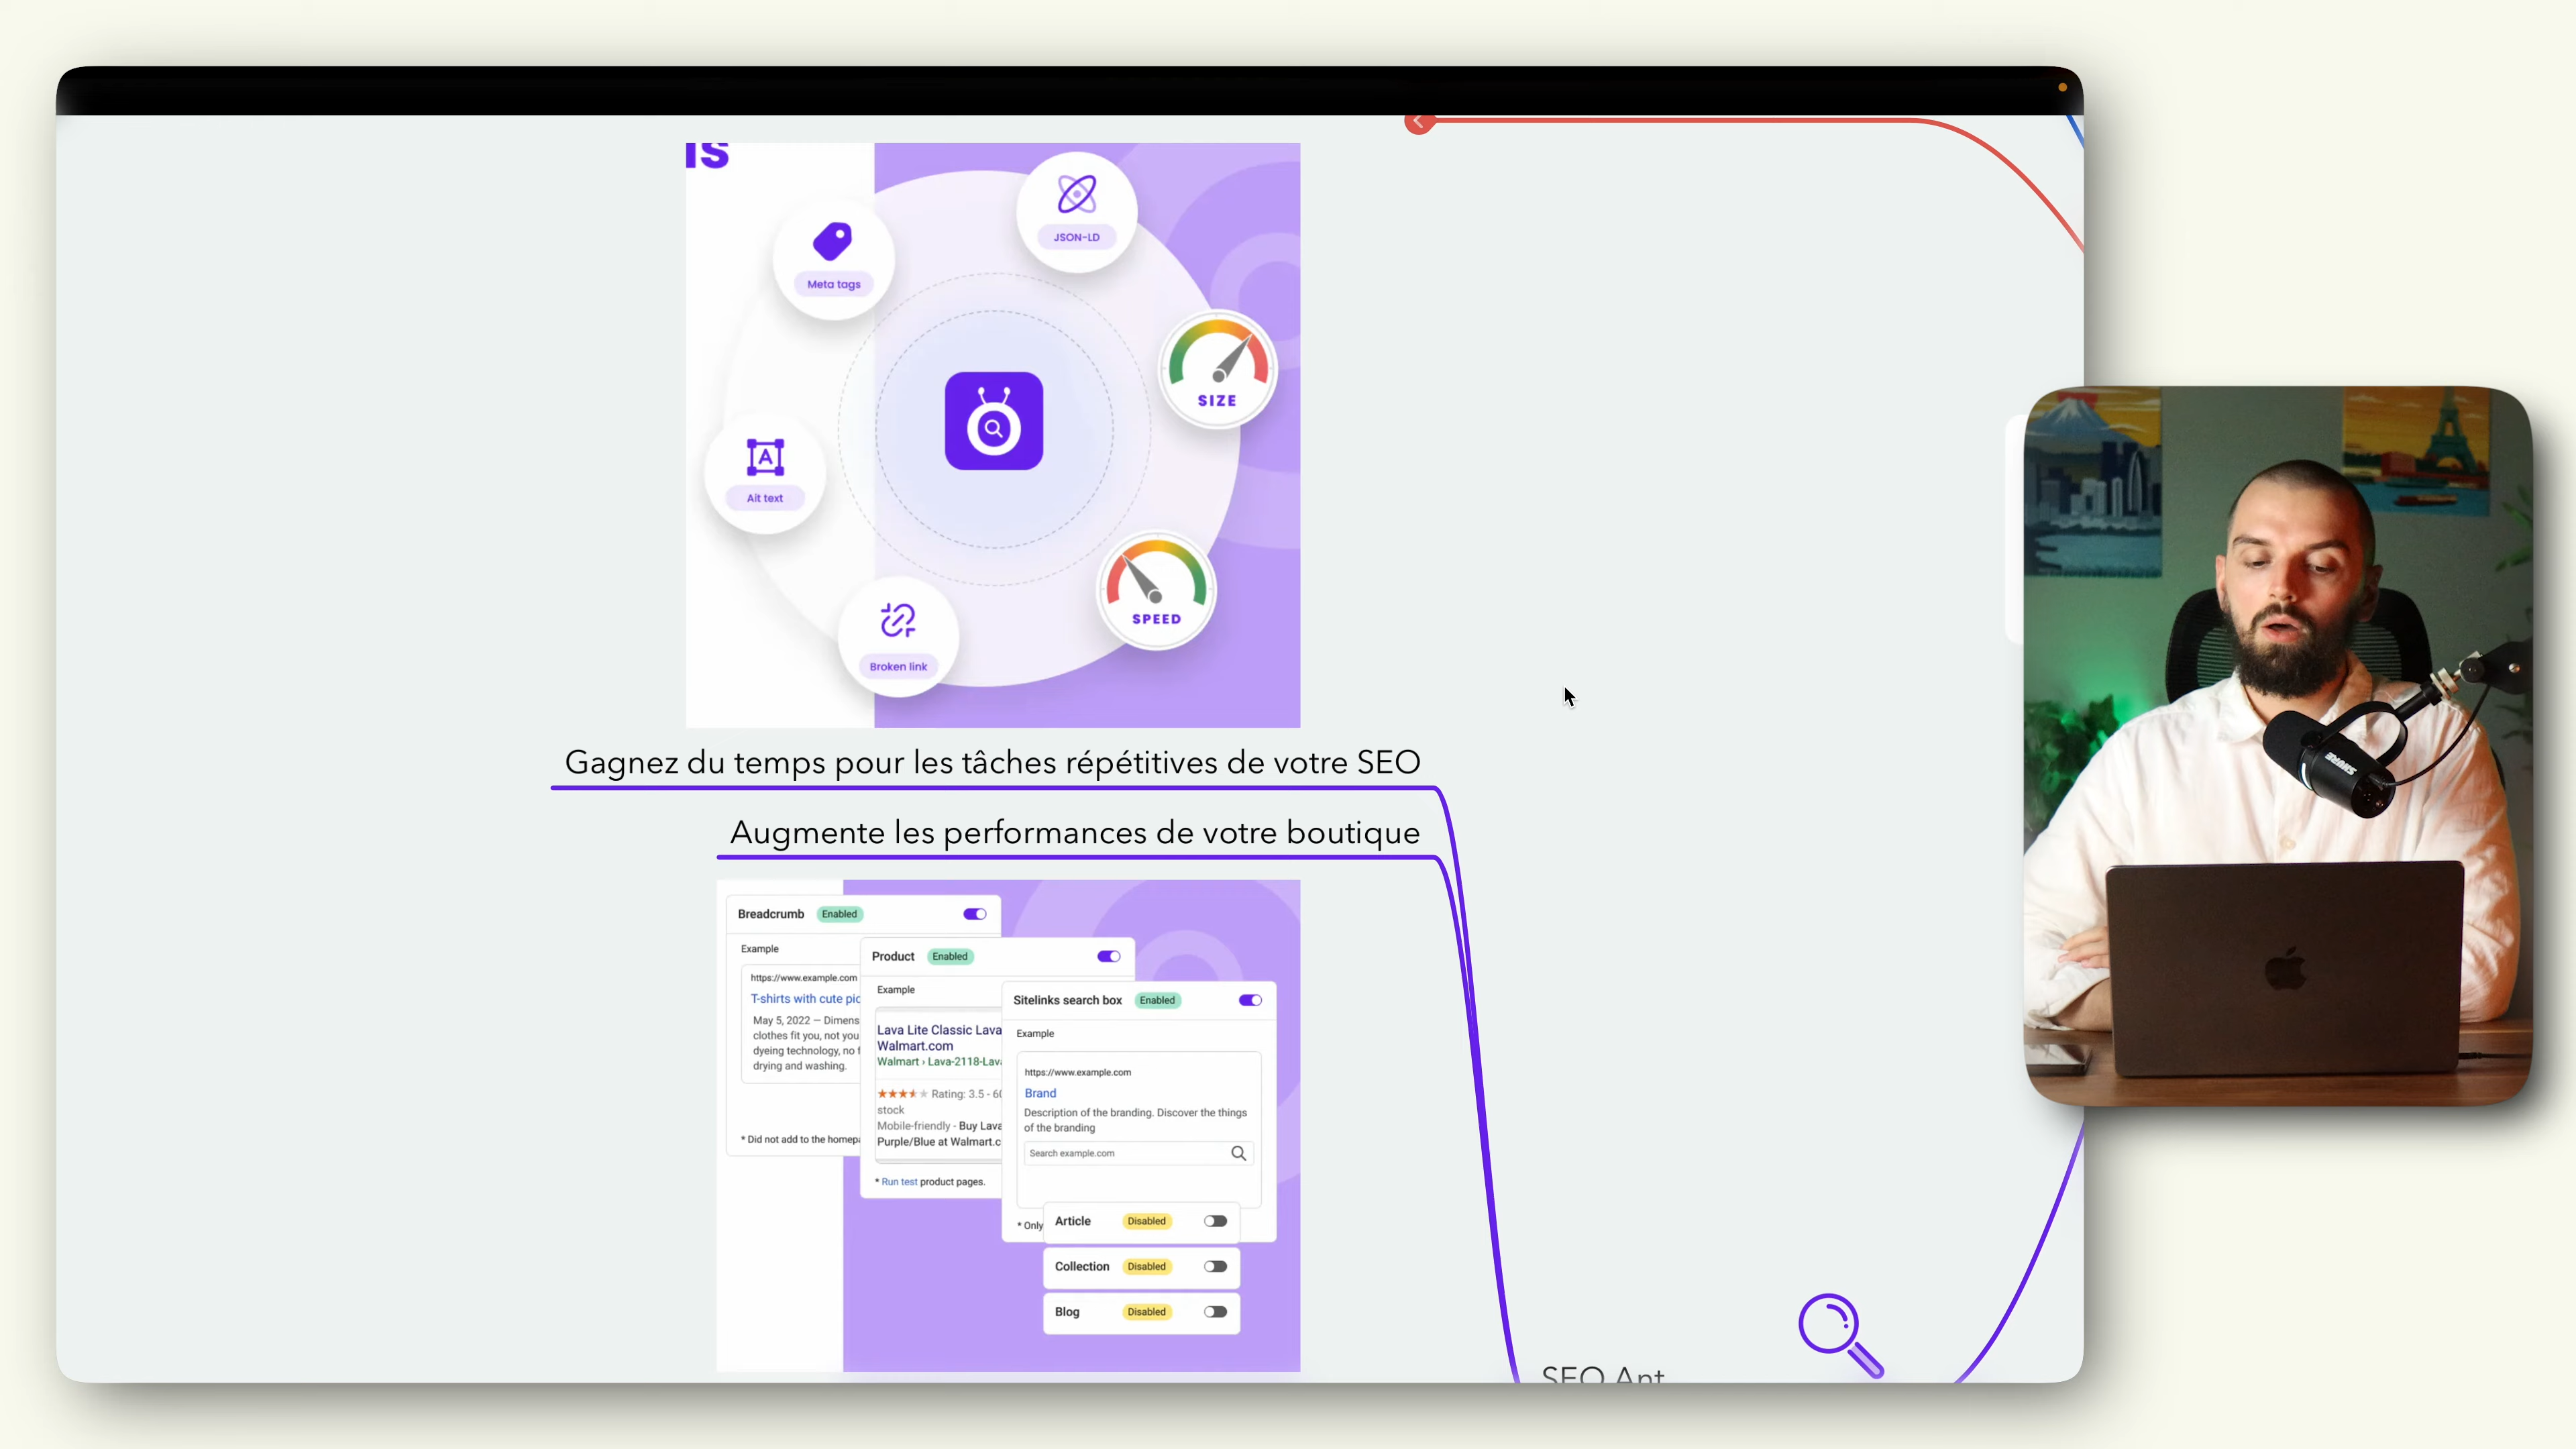 IS
JSON-LD
Meta tags
SIZE
Alt text
SPEED
Broken link
Gagnez du temps pour les tâches répétitives de votre SEO
Augmente les performances de votre boutique
Breadcrumb Enabled
Example
https://www.example.com
T-shirts with cute pic
May 5, 2022 — Dimens
clothes fit you, not you
dyeing technology, no f
drying and washing.
* Did not add to the homepa
Product Enabled
Example
Lava Lite Classic Lava
Walmart.com
Walmart › Lava-2118-Lava
Rating: 3.5 - 60
stock
Mobile-friendly - Buy Lava
Purple/Blue at Walmart.c
* Run test product pages.
Sitelinks search box Enabled
Example
https://www.example.com
Brand
Description of the branding. Discover the things
of the branding
Search example.com
* Only
Article Disabled
Collection Disabled
Blog Disabled
SEO Ant
SHURE